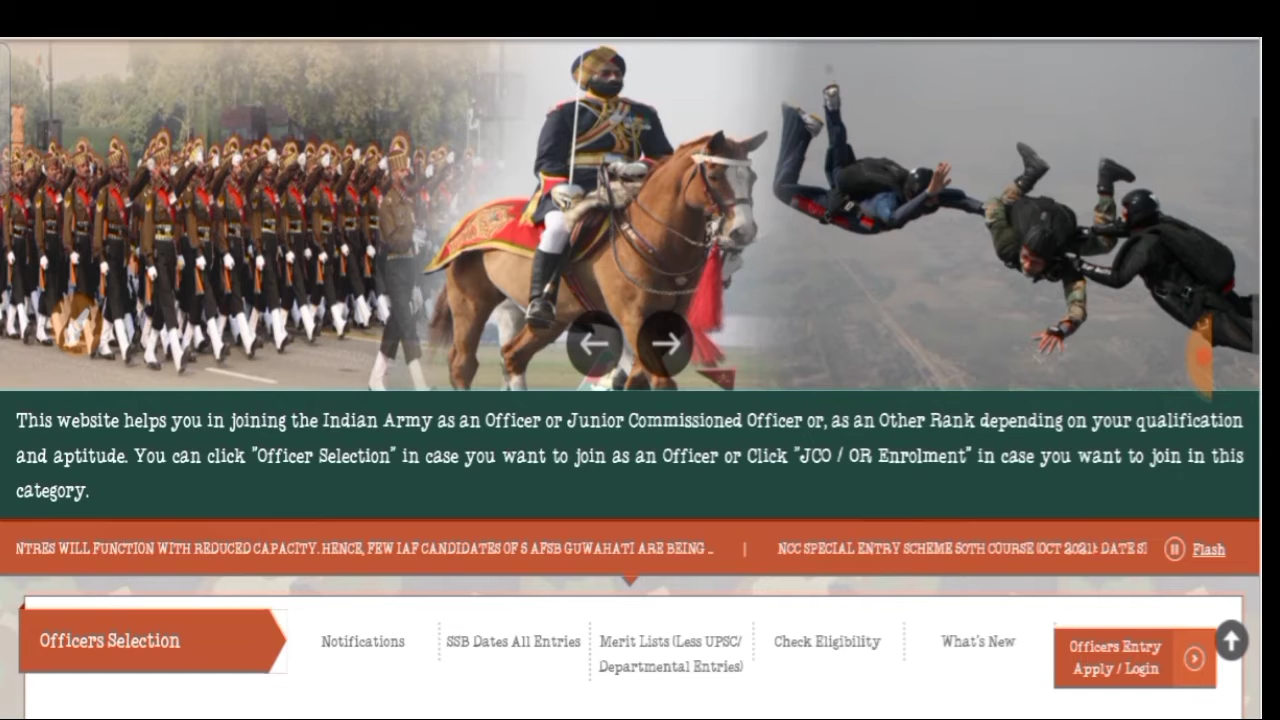 This website helps you in joining the Indian Army as an Officer or Junior Commissioned Officer or, as an Other Rank depending on your qualification
and aptitude. You can click "Officer Selection" in case you want to join as an Officer or Click "JCO / OR Enrolment" in case you want to join in this
category.
NTRES WILL FUNCTION WITH REDUCED CAPACITY. HENCE, FEW IAF CANDIDATES OF 5 AFSB GUWAHATI ARE BEING ... | NCC SPECIAL ENTRY SCHEME 50TH COURSE (OCT 2021): DATE S Flash
Officers Selection
Notifications
SSB Dates All Entries
Merit Lists (Less UPSC/
Departmental Entries)
Check Eligibility
What's New
Officers Entry
Apply / Login